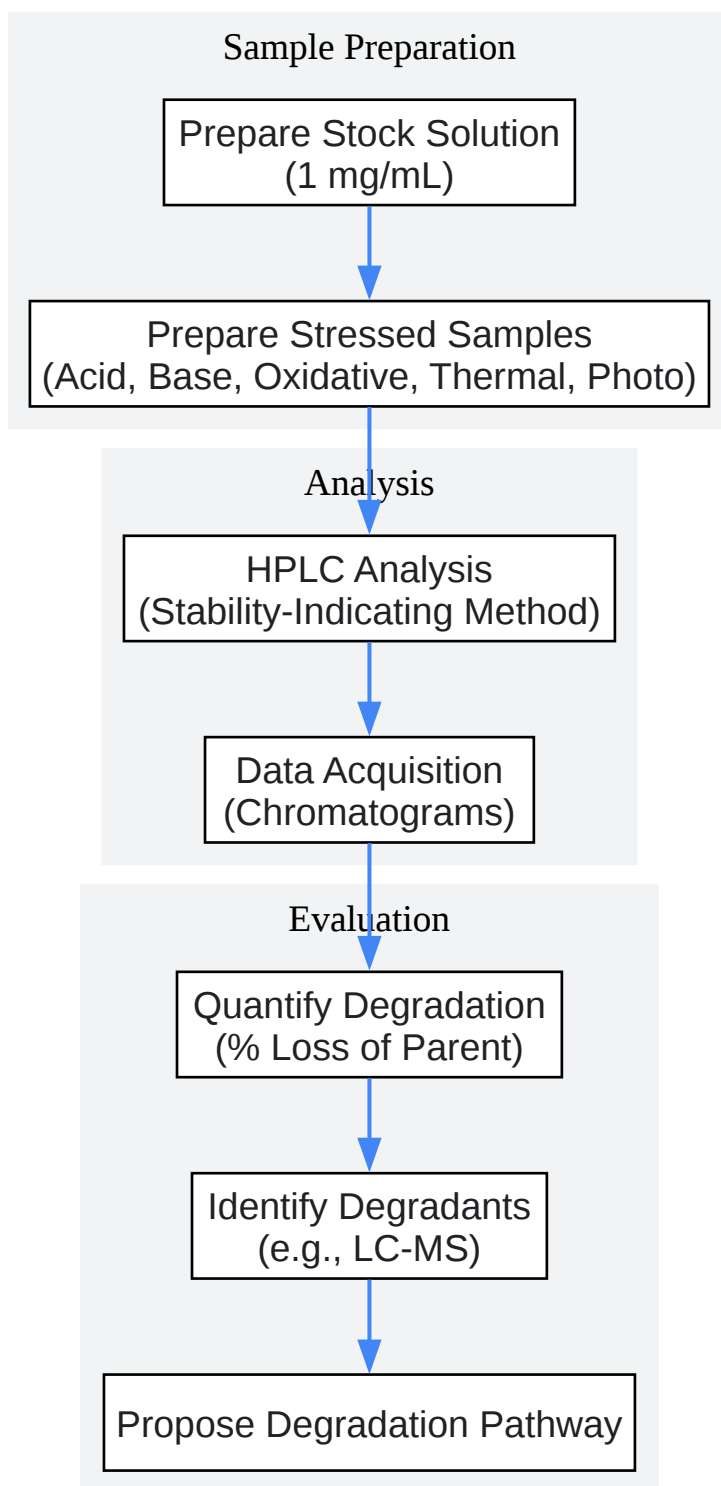 Sample Preparation
Prepare Stock Solution
(1 mg/mL)
Prepare Stressed Samples
(Acid, Base, Oxidative, Thermal, Photo)
Analysis
HPLC Analysis
(Stability-Indicating Method)
Data Acquisition
(Chromatograms)
Evaluation
Quantify Degradation
(% Loss of Parent)
Identify Degradants
(e.g., LC-MS)
Propose Degradation Pathway